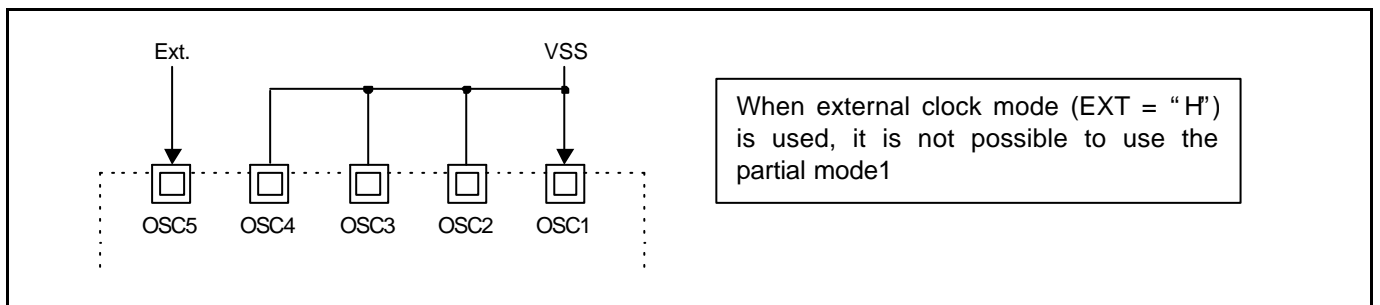 Ext. VSS
When external clock mode (EXT = “H”)
is used, it is not possible to use the
partial mode1
OSC5 OSC4 OSC3 OSC2 OSC1